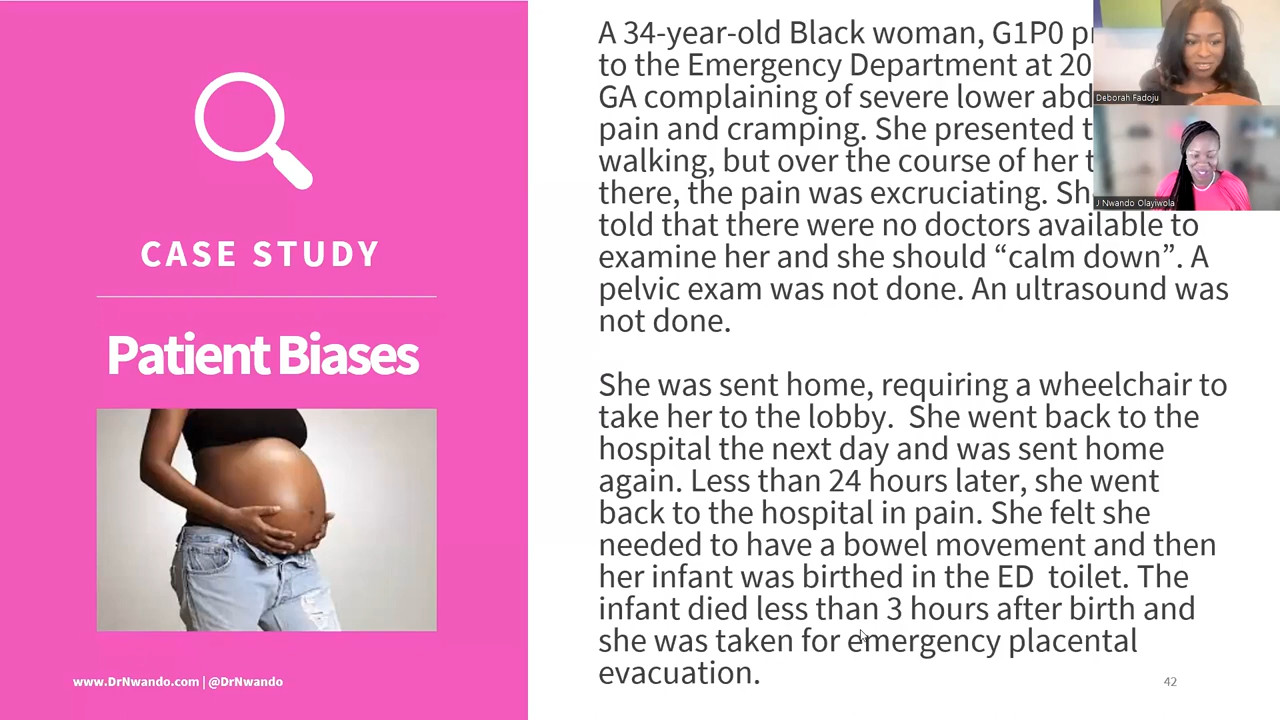 CASE STUDY
Patient Biases
www.DrNwando.com | @DrNwando
A 34-year-old Black woman, G1P0
to the Emergency Department at 20
GA complaining of severe lower
pain and cramping. She presented
walking, but over the course of her
there, the pain was excruciating.
told that there were no doctors available to
examine her and she should “calm down”. A
pelvic exam was not done. An ultrasound was
not done.
She was sent home, requiring a wheelchair to
take her to the lobby. She went back to the
hospital the next day and was sent home
again. Less than 24 hours later, she went
back to the hospital in pain. She felt she
needed to have a bowel movement and then
her infant was birthed in the ED toilet. The
infant died less than 3 hours after birth and
she was taken for emergency placental
evacuation.
42
Deborah Fadoju
J Nwando Olayiwola